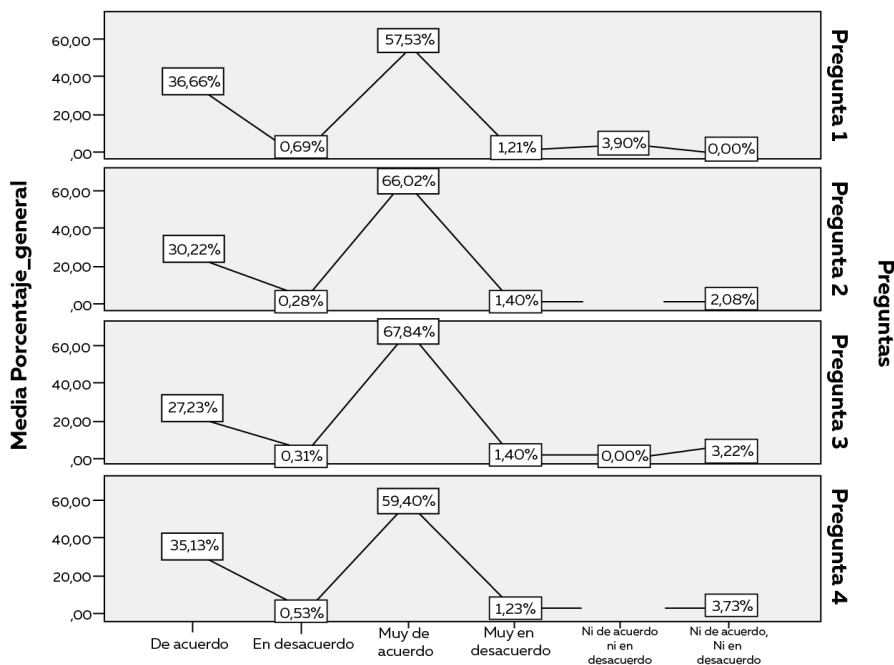 Media Porcentaje_general
60,00
40,00
20,00
,00
36,66%
0,69%
57,53%
1,21%
3,90%
0,00%
Pregunta 1
60,00
40,00
20,00
,00
30,22%
0,28%
66,02%
1,40%
2,08%
Pregunta 2
60,00
40,00
20,00
,00
27,23%
0,31%
67,84%
1,40%
0,00%
3,22%
Pregunta 3
60,00
40,00
20,00
,00
35,13%
0,53%
59,40%
1,23%
3,73%
Pregunta 4
Preguntas
De acuerdo
En desacuerdo
Muy de
acuerdo
Muy en
desacuerdo
Ni de acuerdo
ni en
desacuerdo
Ni de acuerdo,
Ni en
desacuerdo